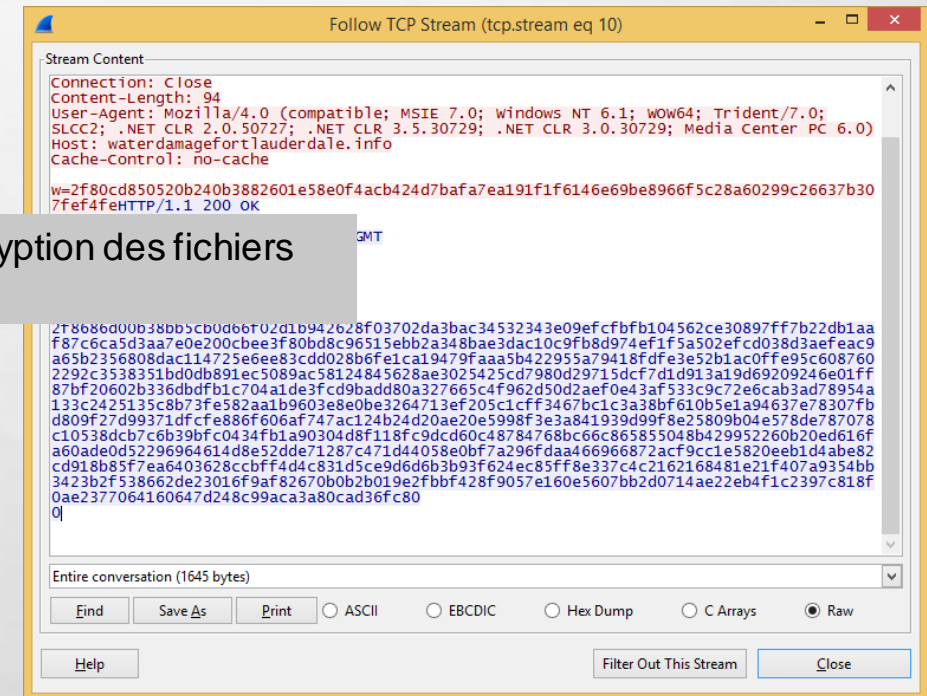 Follow TCP Stream (tcp.stream eq 10)
Stream Content
Connection: Close
Content-Length: 94
User-Agent: Mozilla/4.0 (compatible; MSIE 7.0; Windows NT 6.1; WOW64; Trident/7.0;
SLCC2; .NET CLR 2.0.50727; .NET CLR 3.5.30729; .NET CLR 3.0.30729; Media Center PC 6.0)
Host: waterdamagefortlauderdale.info
Cache-Control: no-cache
w=2f80cd850520b240b3882601e58e0f4acb424d7bafa7ea191f1f6146e69be8966f5c28a60299c26637b30
7fef4feHTTP/1.1 200 OK
GMT
yption des fichiers
2f8686d00b38bb5cb0d66f02d1b942628f03702da3bac34532343e09efcfbfb104562ce30897ff7b22db1aa
f87c6ca5d3aa7e0e200cbee3f80bd8c96515ebb2a348bae3dac10c9fb8d974ef1f5a502efcd038d3aefeac9
a65b2356808dac114725e6ee83cdd028b6fe1ca19479faaa5b422955a79418fdfe3e52b1ac0ffe95c608760
2292c3538351bd0db891ec5089ac58124845628ae3025425cd7980d29715dcf7d1d913a19d69209246e01ff
87bf20602b336dbdfb1c704a1de3fcd9badd80a327665c4f962d50d2aef0e43af533c9c72e6cab3ad78954a
133c2425135c8b73fe582aa1b9603e8e0be3264713ef205c1cff3467bc1c3a38bf610b5e1a94637e78307fb
d809f27d99371dfcfe886f606af747ac124b24d20ae20e5998f3e3a841939d99f8e25809b04e578de787078
c10538dcb7c6b39bfc0434fb1a90304d8f118fc9dcd60c48784768bc66c865855048b429952260b20ed616f
a60ade0d52296964614d8e52dde71287c471d44058e0bf7a296fdaa466966872acf9cc1e5820eeb1d4abe82
cd918b85f7ea6403628ccbff4d4c831d5ce9d6d6b3b93f624ec85ff8e337c4c2162168481e21f407a9354bb
3423b2f538662de23016f9af82670b0b2b019e2fbbf428f9057e160e5607bb2d0714ae22eb4f1c2397c818f
0ae2377064160647d248c99aca3a80cad36fc80
0
Entire conversation (1645 bytes)
Find Save As Print ASCII EBCDIC Hex Dump C Arrays Raw
Help Filter Out This Stream Close